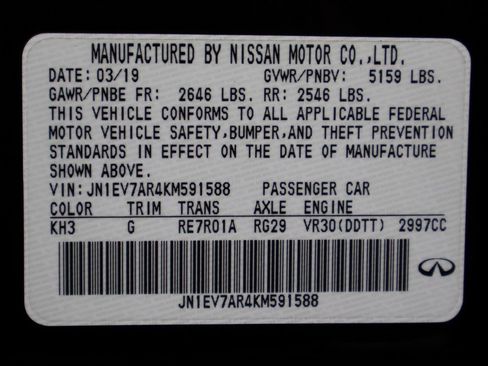 MANUFACTURED BY NISSAN MOTOR CO.,LTD.
DATE: 03/19 GVWR/PNBV: 5159 LBS.
GAWR/PNBE FR: 2646 LBS. RR: 2546 LBS.
THIS VEHICLE CONFORMS TO ALL APPLICABLE FEDERAL
MOTOR VEHICLE SAFETY,BUMPER,AND THEFT PREVENTION
STANDARDS IN EFFECT ON THE DATE OF MANUFACTURE
SHOWN ABOVE.
VIN: JN1EV7AR4KM591588 PASSENGER CAR
COLOR TRIM TRANS AXLE ENGINE
KH3 G RE7R01A RG29 VR30(DDTT) 2997CC
JN1EV7AR4KM591588